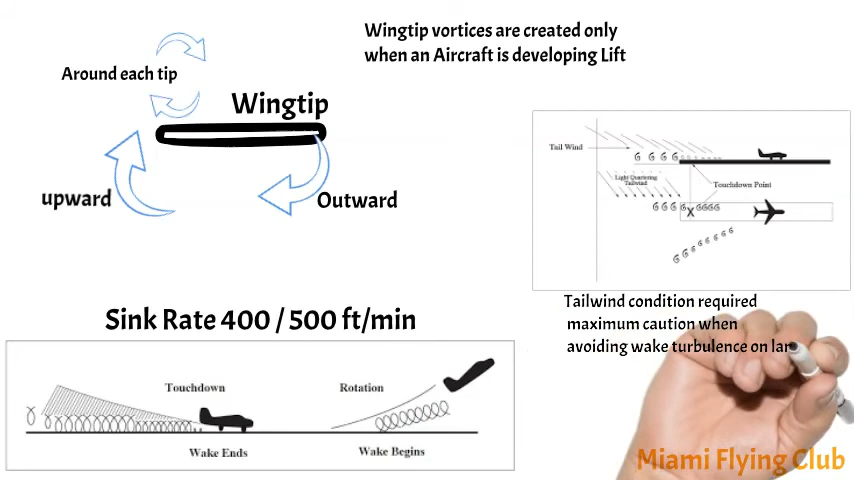 Wingtip vortices are created only
when an Aircraft is developing Lift
Around each tip
Wingtip
upward
Outward
Tail Wind
Light Quartering
Tailwind
Touchdown Point
X
Tailwind condition required
maximum caution when
avoiding wake turbulence on lan
Sink Rate 400 / 500 ft/min
Touchdown
Rotation
Wake Ends
Wake Begins
Miami Flying Club